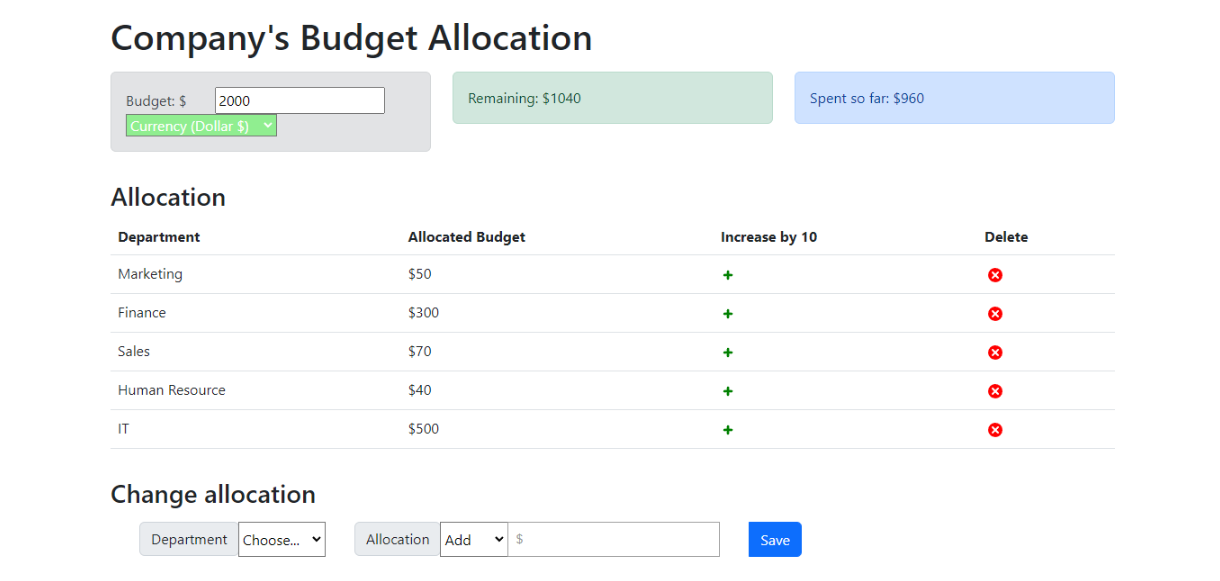 Company's Budget Allocation
Budget: $ 2000
Currency (Dollar $)
Remaining: $1040
Spent so far: $960
Allocation
Department Allocated Budget Increase by 10 Delete
Marketing $50
Finance $300
Sales $70
Human Resource $40
IT $500
Change allocation
Department Choose... Allocation Add $ Save